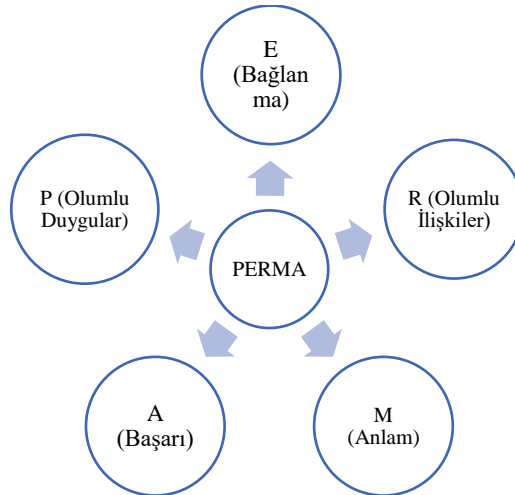 E
(Bağlan
ma)
P (Olumlu
Duygular)
R (Olumlu
İlişkiler)
PERMA
A
(Başarı)
M
(Anlam)